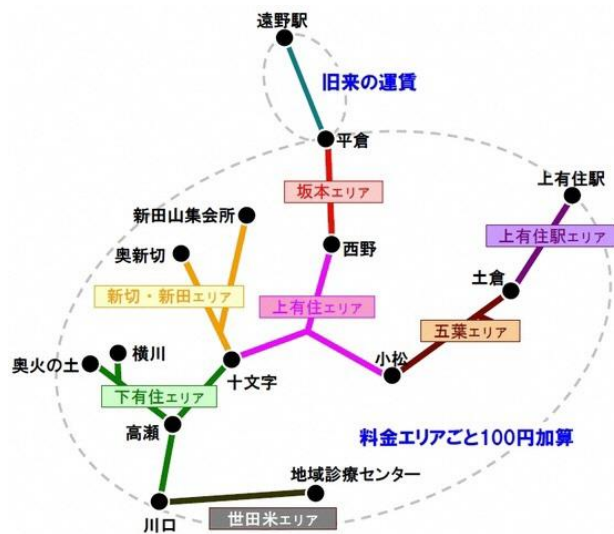 遠野駅
旧来の運賃
平倉
坂本エリア
上有住駅
新田山集会所
上有住駅エリア
奥新切
西野
土倉
新切・新田エリア
上有住エリア
五葉エリア
横川
奥火の土
十文字
小松
下有住エリア
高瀬
料金エリアごと100円加算
地域診療センター
川口
世田米エリア